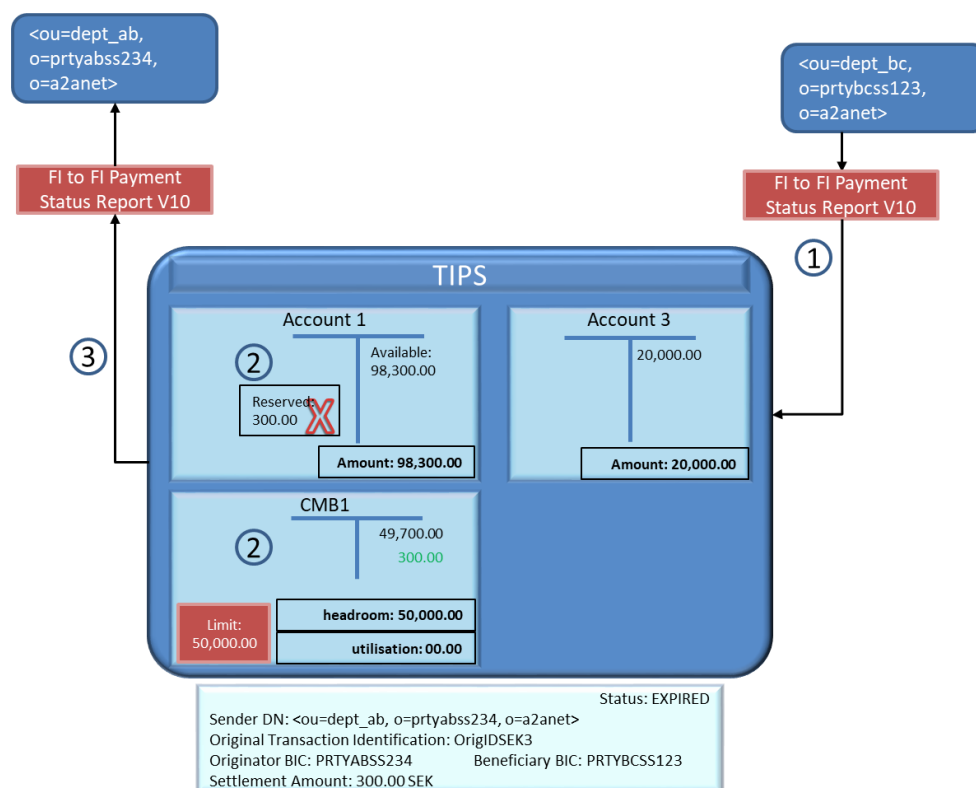 <ou=dept_ab,
o=prtyabss234,
o=a2anet>
<ou=dept_bc,
o=prtybcss123,
o=a2anet>
FI to FI Payment
Status Report V10
FI to FI Payment
Status Report V10
1
TIPS
Account 1
Account 3
3
2
Available:
98,300.00
20,000.00
Reserved:
300.00
X
Amount: 98,300.00
Amount: 20,000.00
CMB1
2
49,700.00
300.00
Limit:
50,000.00
headroom: 50,000.00
utilisation: 00.00
Status: EXPIRED
Sender DN: <ou=dept_ab, o=prtyabss234, o=a2anet>
Original Transaction Identification: OrigIDSEK3
Originator BIC: PRTYABSS234 Beneficiary BIC: PRTYBCSS123
Settlement Amount: 300.00 SEK